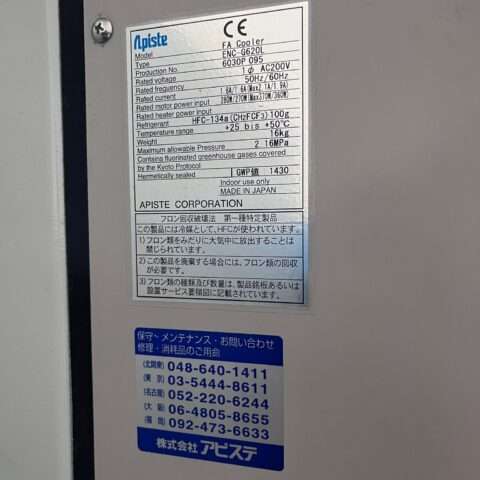 Apiste CE
FA Cooler
Model ENC-G620L
Type 6030P 095
Production No.
Rated voltage 1φ AC200V
Rated frequency 50Hz/60Hz
Rated current 1.6A/1.6A(Max2.1A/1.9A)
Rated motor power input 260W/270W(Max370W/360W)
Rated heater power input
Refrigerant HFC-134a(CH2FCF3)100g
Temperature range +25 bis +50℃
Weight 16kg
Maximum allowable Pressure 2.16MPa
Contains fluorinated greenhouse gases covered
by the Kyoto Protocol
Hermetically sealed GWP値 1430
Indoor use only
MADE IN JAPAN
APISTE CORPORATION
フロン回収破壊法 第一種特定製品
この製品には冷媒として、HFCが使われています。
1) フロン類をみだりに大気中に放出することは
禁じられています。
2) この製品を廃棄する場合には、フロン類の回収
が必要です。
3) フロン類の種類及び数量は、製品銘板あるいは
設置サービス要領図に記載されています。
保守・メンテナンス・お問い合わせ
修理・消耗品のご用命
(北関東) 048-640-1411
(東 京) 03-5444-8611
(名古屋) 052-220-6244
(大 阪) 06-4805-8655
(福 岡) 092-473-6633
株式会社 アピステ